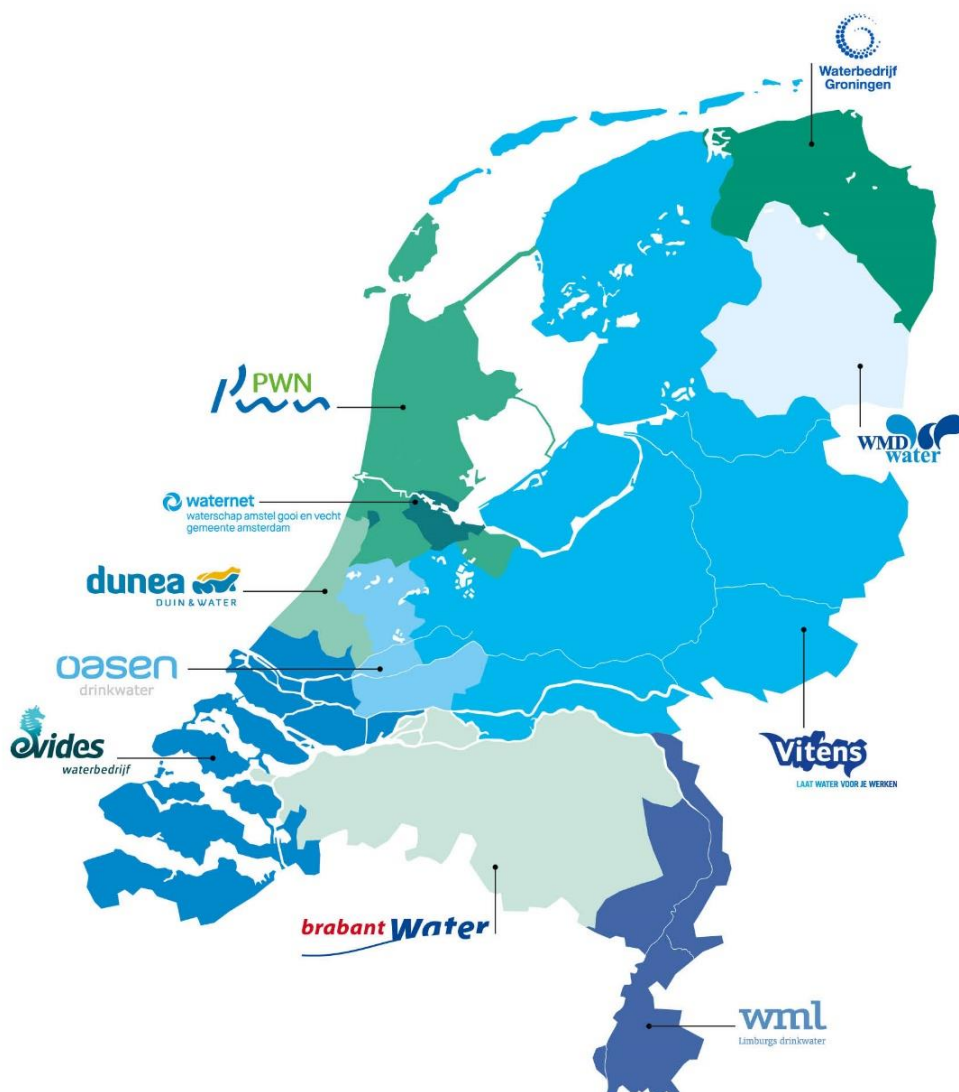 Waterbedrijf
Groningen
PWN
WMD
water
waternet
waterschap amstel gooi en vecht
gemeente amsterdam
dunea
DUIN & WATER
oasen
drinkwater
evides
waterbedrijf
Vitens
LAAT WATER VOOR JE WERKEN
brabant Water
wml
Limburgs drinkwater